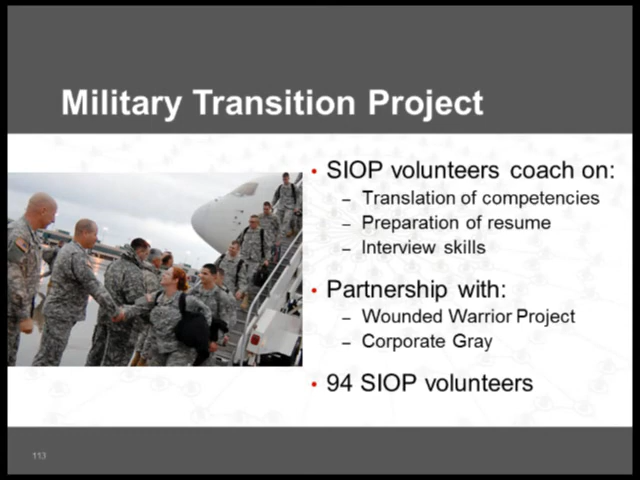 Military Transition Project
• SIOP volunteers coach on:
– Translation of competencies
– Preparation of resume
– Interview skills
• Partnership with:
– Wounded Warrior Project
– Corporate Gray
• 94 SIOP volunteers
113